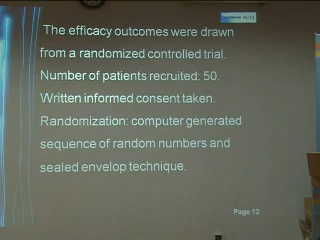 The efficacy outcomes were drawn
from a randomized controlled trial.
Number of patients recruited: 50.
Written informed consent taken.
Randomization: computer generated
sequence of random numbers and
sealed envelop technique.
Page 12